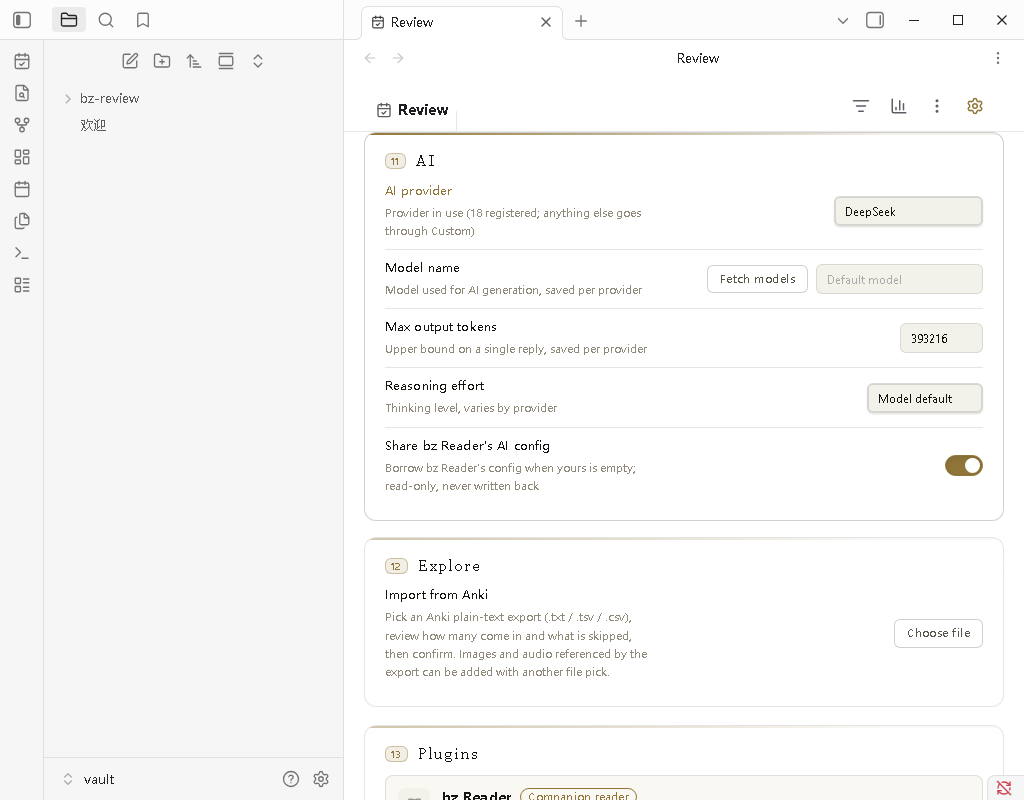 Review
Review
bz-review
欢迎
Review
11 AI
AI provider
Provider in use (18 registered; anything else goes
through Custom)
DeepSeek
Model name
Model used for AI generation, saved per provider
Fetch models
Default model
Max output tokens
Upper bound on a single reply, saved per provider
393216
Reasoning effort
Thinking level, varies by provider
Model default
Share bz Reader's AI config
Borrow bz Reader's config when yours is empty;
read-only, never written back
12 Explore
Import from Anki
Pick an Anki plain-text export (.txt / .tsv / .csv),
review how many come in and what is skipped,
then confirm. Images and audio referenced by the
export can be added with another file pick.
Choose file
13 Plugins
bz Reader Companion reader
vault